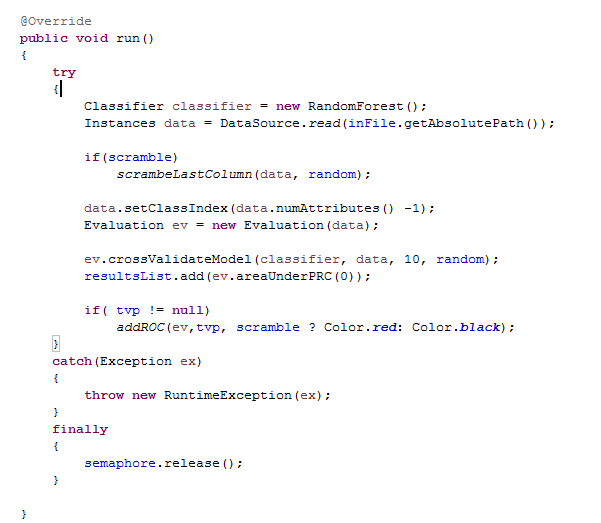 @Override
public void run()
{
try
{
Classifier classifier = new RandomForest();
Instances data = DataSource.read(inFile.getAbsolutePath());
if(scramble)
scrambeLastColumn(data, random);
data.setClassIndex(data.numAttributes() -1);
Evaluation ev = new Evaluation(data);
ev.crossValidateModel(classifier, data, 10, random);
resultsList.add(ev.areaUnderPRC(0));
if( tvp != null)
addROC(ev,tvp, scramble ? Color.red: Color.black);
}
catch(Exception ex)
{
throw new RuntimeException(ex);
}
finally
{
semaphore.release();
}
}